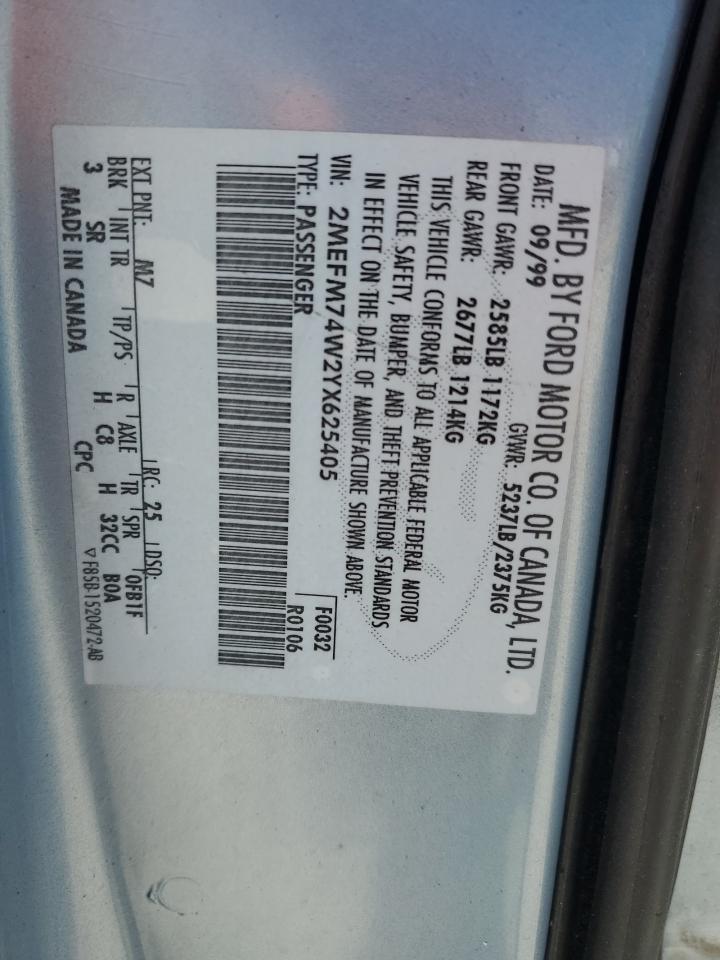 MFD. BY FORD MOTOR CO. OF CANADA, LTD.
DATE: 09/99 GVWR: 5237LB/2375KG
FRONT GAWR: 2585LB 1172KG
REAR GAWR: 2677LB 1214KG
THIS VEHICLE CONFORMS TO ALL APPLICABLE FEDERAL MOTOR
VEHICLE SAFETY, BUMPER, AND THEFT PREVENTION STANDARDS
IN EFFECT ON THE DATE OF MANUFACTURE SHOWN ABOVE.
VIN: 2MEFM74W2YX625405 F0032
TYPE: PASSENGER R0106
EXT PNT: M7 RC: 25 DSO:
BRK INT TR TP/PS R AXLE TR SPR 0FB1F
3 SR H C8 H 32CC B0A
MADE IN CANADA CPC ▽ F85B-1520472-AB